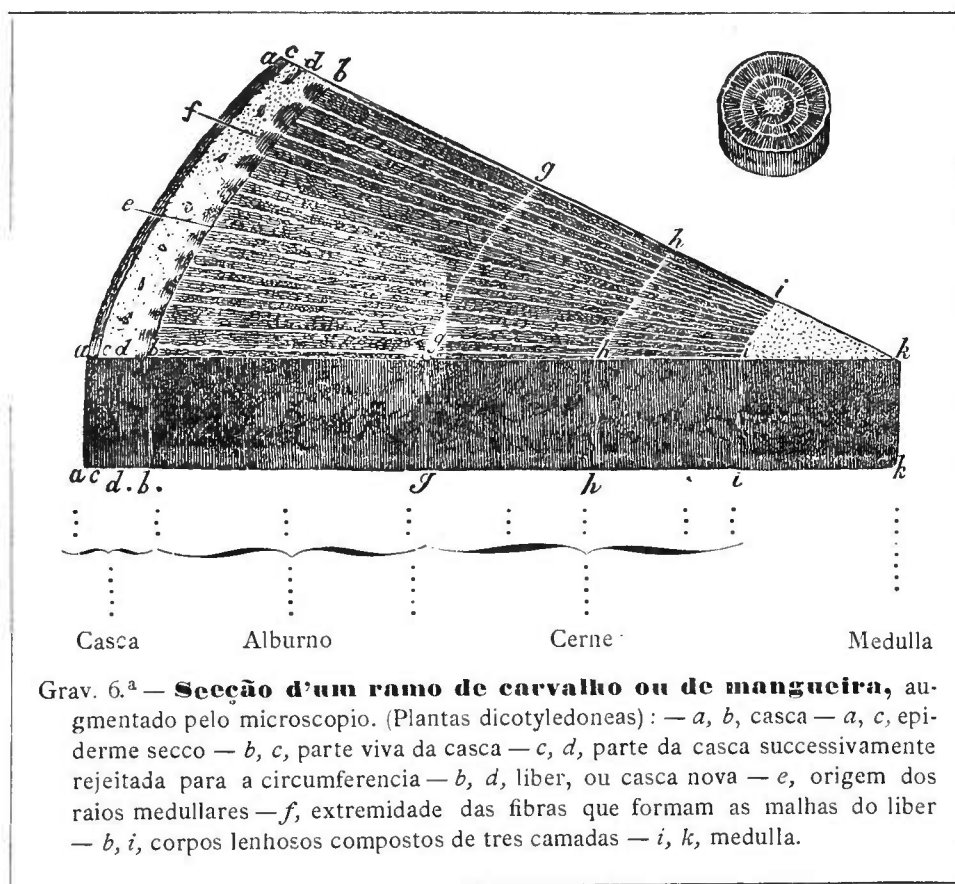 a c d b
f
g
e
h
i
a c d b g h i k
a c d. b. g h i k
Casca Alburno Cerne Medulla
Grav. 6.ª — Secção d'um ramo de carvalho ou de mangueira, au-
gmentado pelo microscopio. (Plantas dicotyledoneas) : — a, b, casca — a, c, epi-
derme secco — b, c, parte viva da casca — c, d, parte da casca successivamente
rejeitada para a circumferencia — b, d, liber, ou casca nova — e, origem dos
raios medullares — f, extremidade das fibras que formam as malhas do liber
— b, i, corpos lenhosos compostos de tres camadas — i, k, medulla.